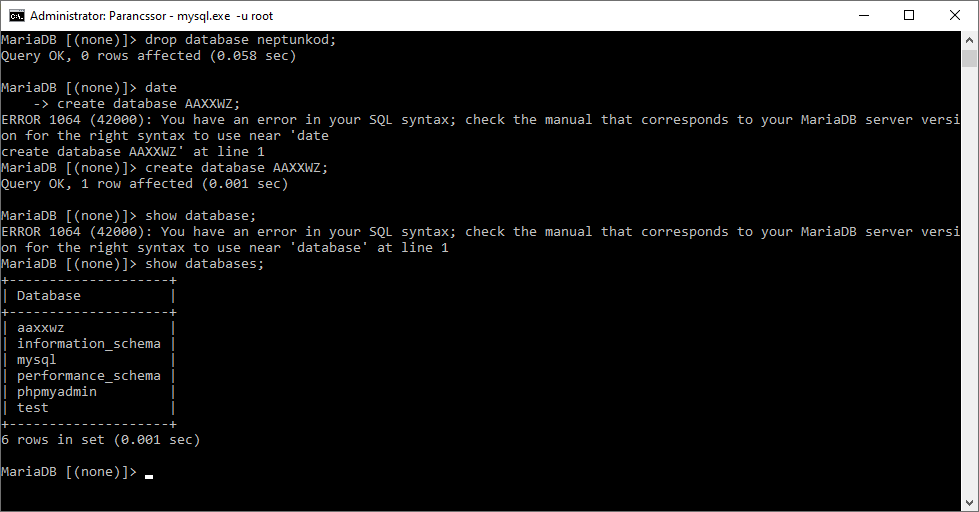 Administrator: Parancssor - mysql.exe  -u root
MariaDB [(none)]> drop database neptunkod;
Query OK, 0 rows affected (0.058 sec)
MariaDB [(none)]> date
    -> create database AAXXWZ;
ERROR 1064 (42000): You have an error in your SQL syntax; check the manual that corresponds to your MariaDB server versi
on for the right syntax to use near 'date
create database AAXXWZ' at line 1
MariaDB [(none)]> create database AAXXWZ;
Query OK, 1 row affected (0.001 sec)
MariaDB [(none)]> show database;
ERROR 1064 (42000): You have an error in your SQL syntax; check the manual that corresponds to your MariaDB server versi
on for the right syntax to use near 'database' at line 1
MariaDB [(none)]> show databases;
+--------------------+
| Database           |
+--------------------+
| aaxxwz             |
| information_schema |
| mysql              |
| performance_schema |
| phpmyadmin         |
| test               |
+--------------------+
6 rows in set (0.001 sec)
MariaDB [(none)]>